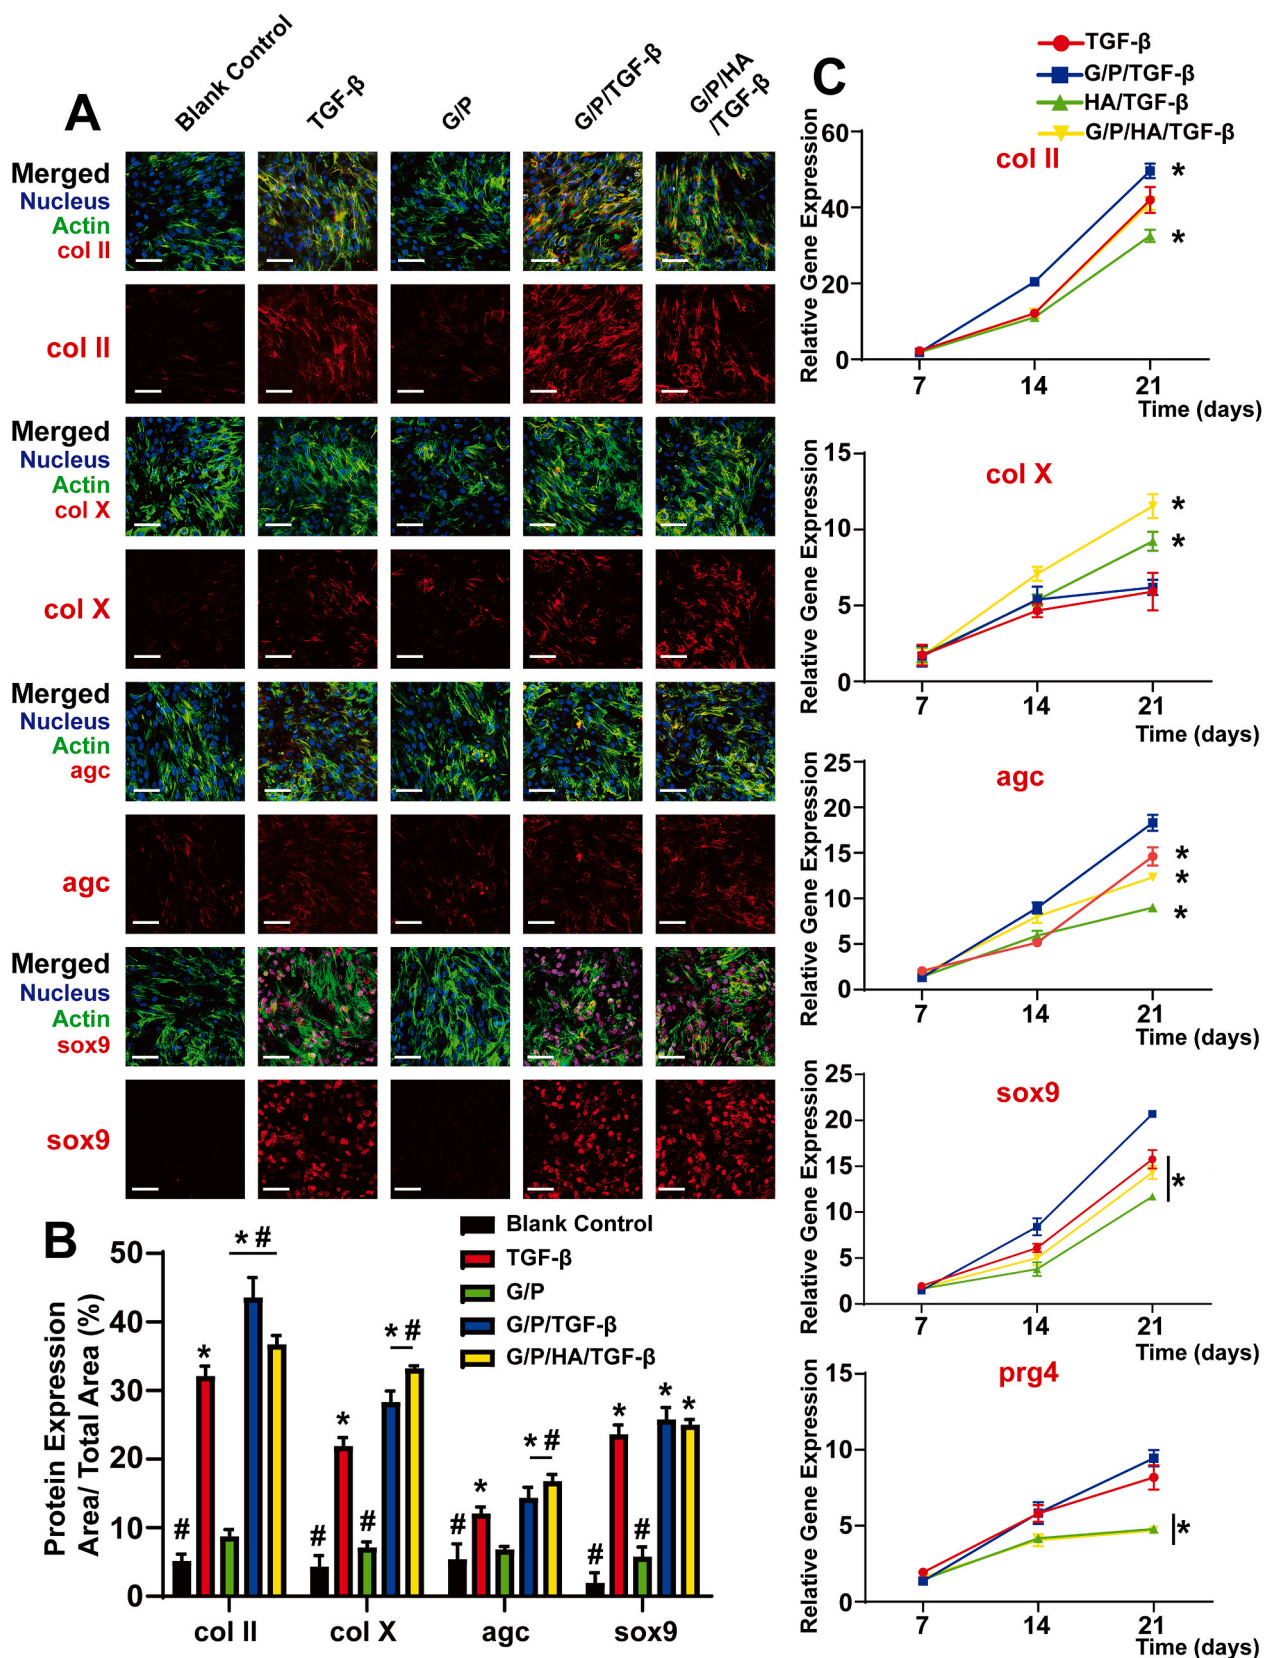 A
Blank Control
TGF-β
G/P
G/P/TGF-β
G/P/HA
/TGF-β
Merged
Nucleus
Actin
col II
col II
Merged
Nucleus
Actin
col X
col X
Merged
Nucleus
Actin
agc
agc
Merged
Nucleus
Actin
sox9
sox9
B
Blank Control
TGF-β
G/P
G/P/TGF-β
G/P/HA/TGF-β
Protein Expression
Area/ Total Area (%)
50
40
30
20
10
0
# * * #
# * # * #
# * * #
# * # * *
col II col X agc sox9
C
TGF-β
G/P/TGF-β
HA/TGF-β
G/P/HA/TGF-β
col II
Relative Gene Expression
60
40
20
0
*
*
7 14 21
Time (days)
col X
Relative Gene Expression
15
10
5
0
*
*
7 14 21
Time (days)
agc
Relative Gene Expression
25
20
15
10
5
0
*
*
*
7 14 21
Time (days)
sox9
Relative Gene Expression
25
20
15
10
5
0
*
7 14 21
Time (days)
prg4
Relative Gene Expression
15
10
5
0
*
7 14 21
Time (days)